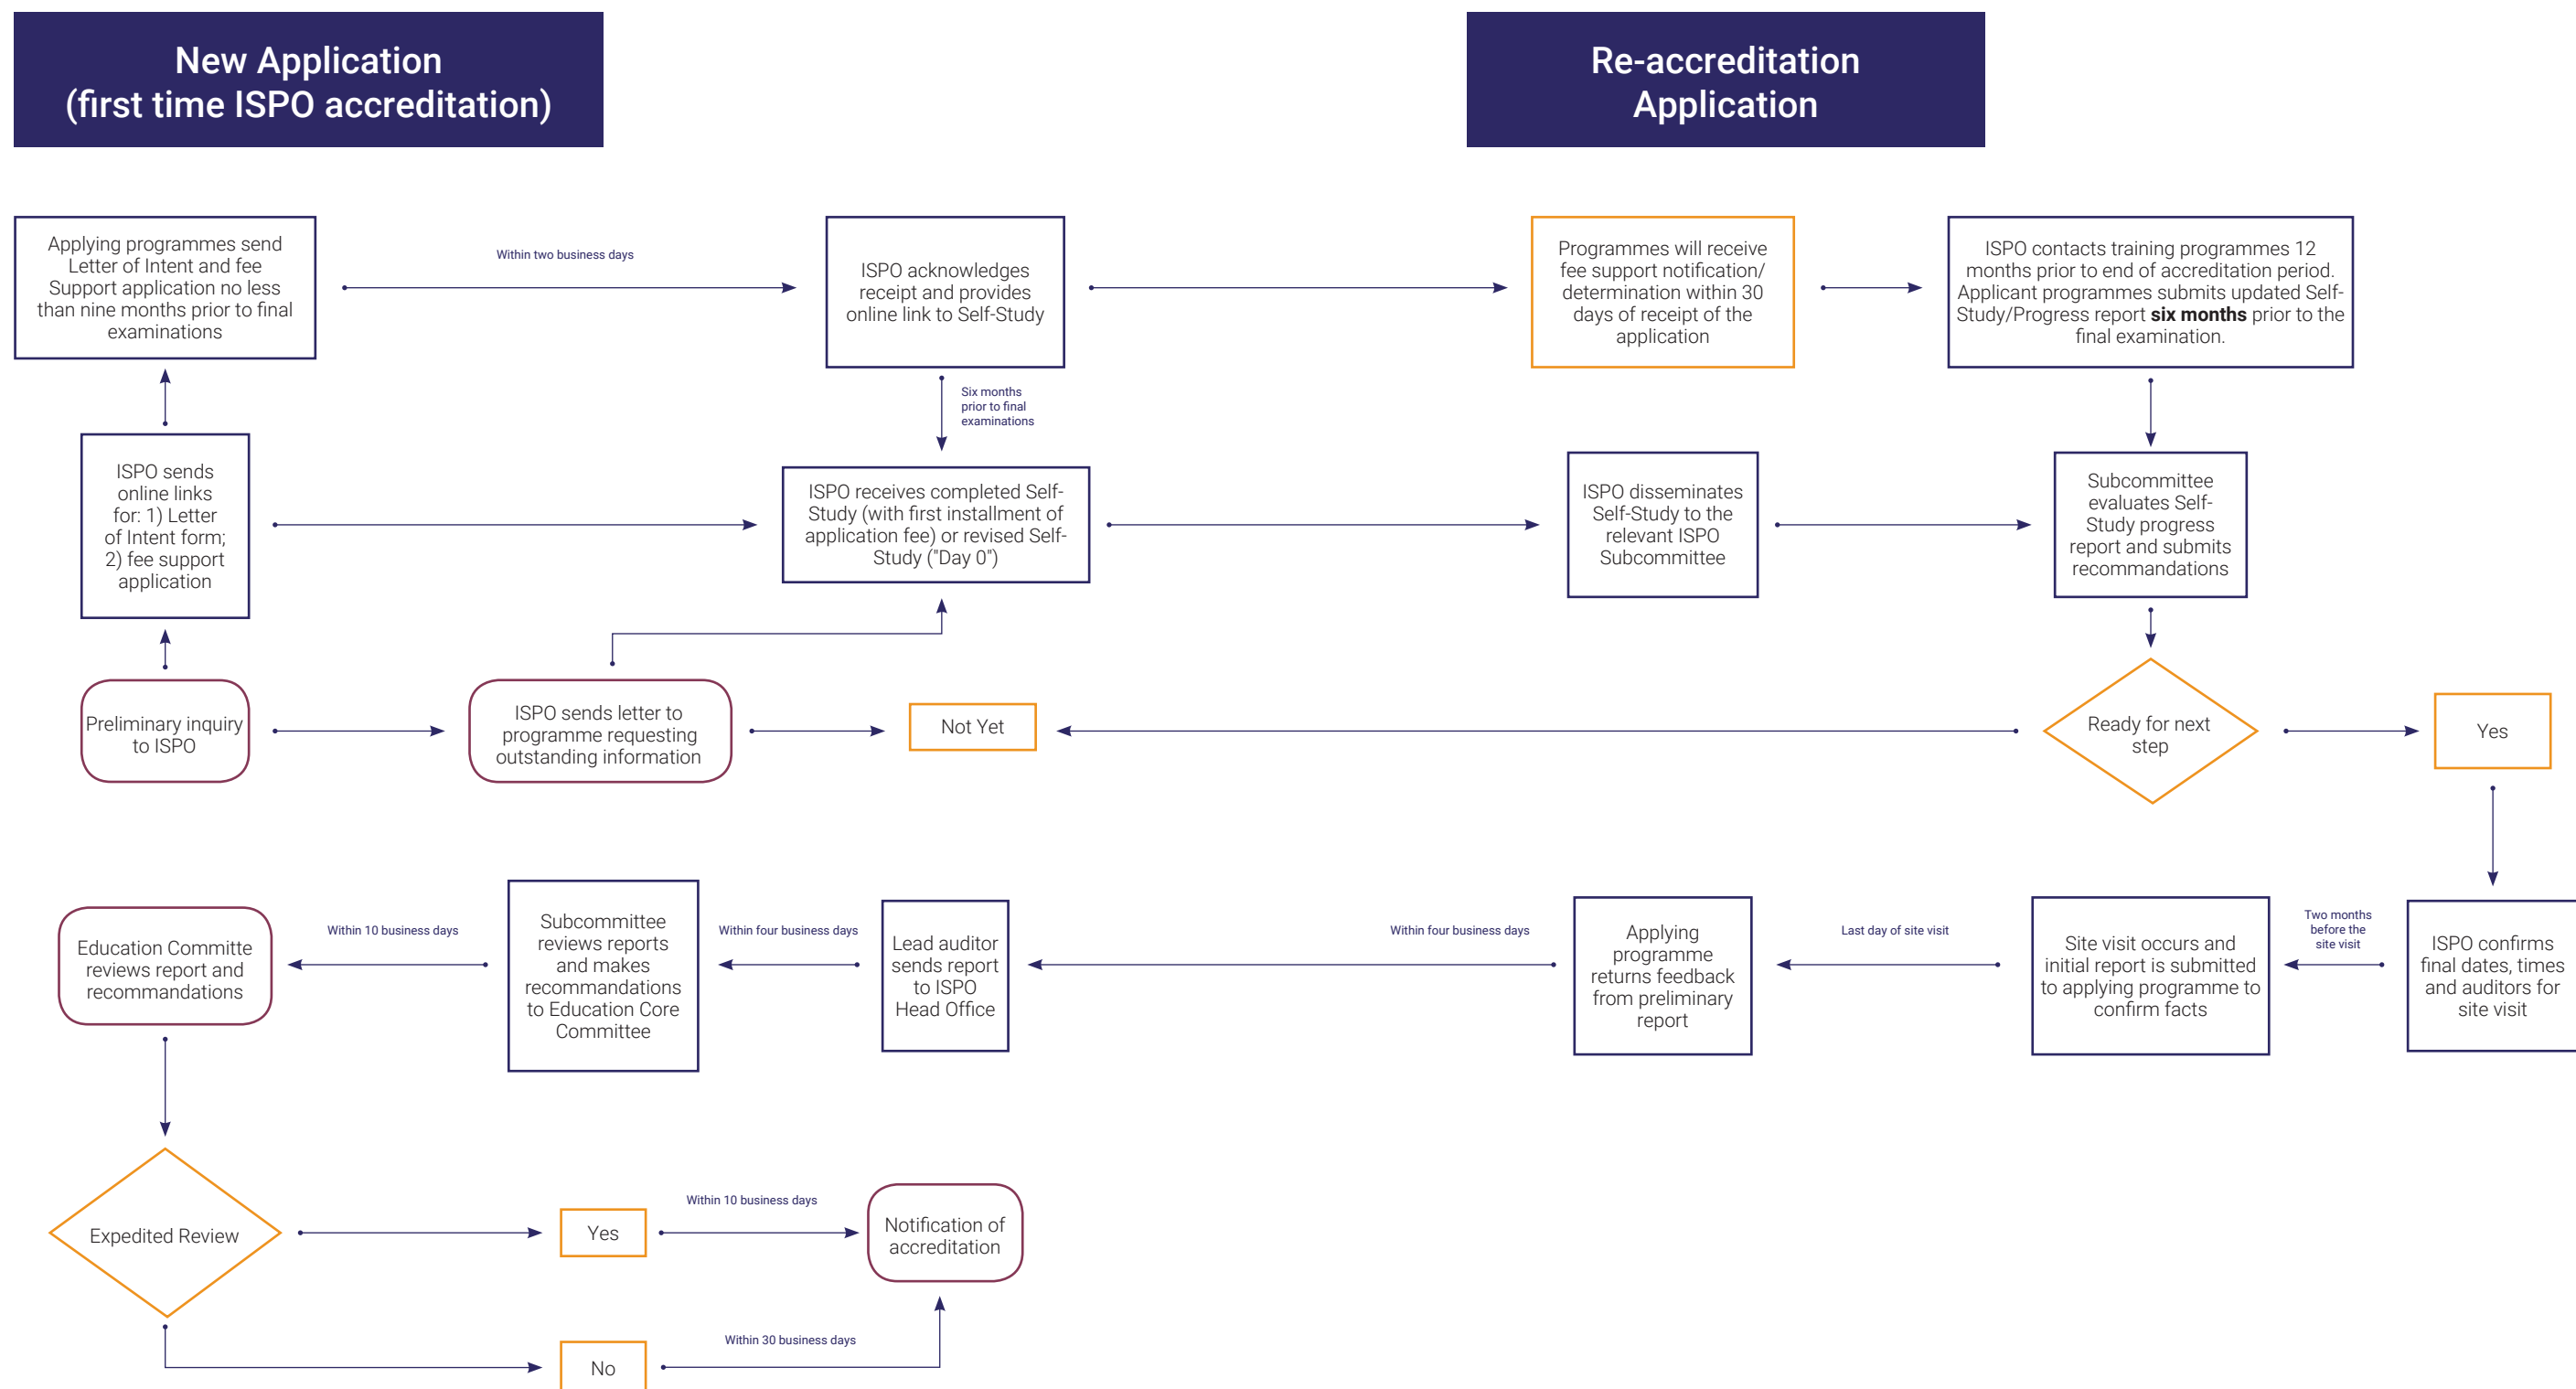 New Application
(first time ISPO accreditation)
Re-accreditation
Application
Applying programmes send
Letter of Intent and fee
Support application no less
than nine months prior to final
examinations
Within two business days
ISPO acknowledges
receipt and provides
online link to Self-Study
Programmes will receive
fee support notification/
determination within 30
days of receipt of the
application
ISPO contacts training programmes 12
months prior to end of accreditation period.
Applicant programmes submits updated Self-
Study/Progress report six months prior to the
final examination.
Six months
prior to final
examinations
ISPO sends
online links
for: 1) Letter
of Intent form;
2) fee support
application
ISPO receives completed Self-
Study (with first installment of
application fee) or revised Self-
Study ("Day 0")
ISPO disseminates
Self-Study to the
relevant ISPO
Subcommittee
Subcommittee
evaluates Self-
Study progress
report and submits
recommandations
Preliminary inquiry
to ISPO
ISPO sends letter to
programme requesting
outstanding information
Not Yet
Ready for next
step
Yes
Education Committe
reviews report and
recommandations
Within 10 business days
Subcommittee
reviews reports
and makes
recommandations
to Education Core
Committee
Within four business days
Lead auditor
sends report
to ISPO
Head Office
Within four business days
Applying
programme
returns feedback
from preliminary
report
Last day of site visit
Site visit occurs and
initial report is submitted
to applying programme to
confirm facts
Two months
before the
site visit
ISPO confirms
final dates, times
and auditors for
site visit
Expedited Review
Yes
Within 10 business days
Notification of
accreditation
No
Within 30 business days